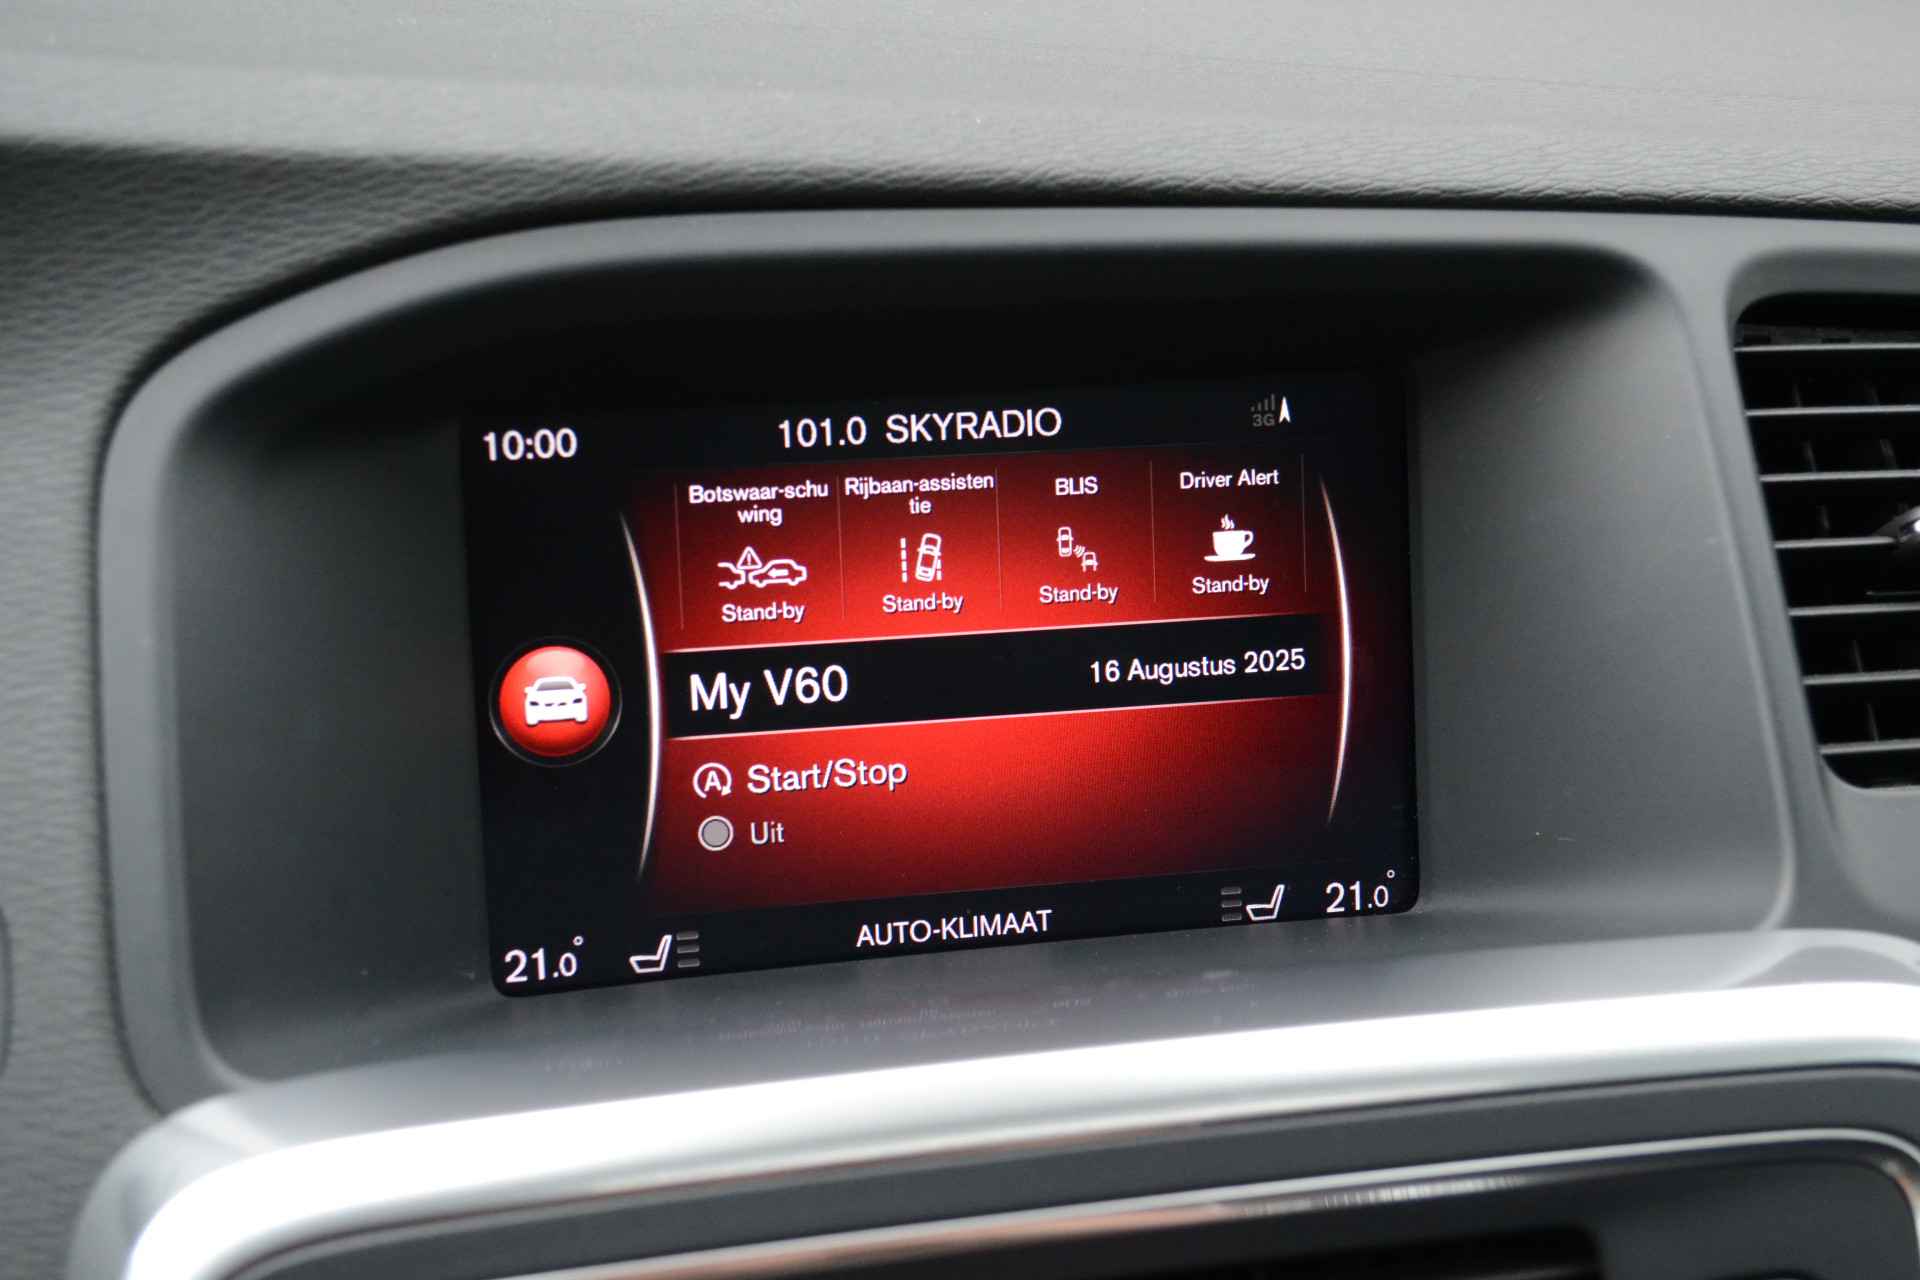 10:00
101.0 SKYRADIO
3G
Botswaar-schu
wing
Stand-by
Rijbaan-assisten
tie
Stand-by
BLIS
Stand-by
Driver Alert
Stand-by
My V60
16 Augustus 2025
A Start/Stop
Uit
21.0°
AUTO-KLIMAAT
21.0°